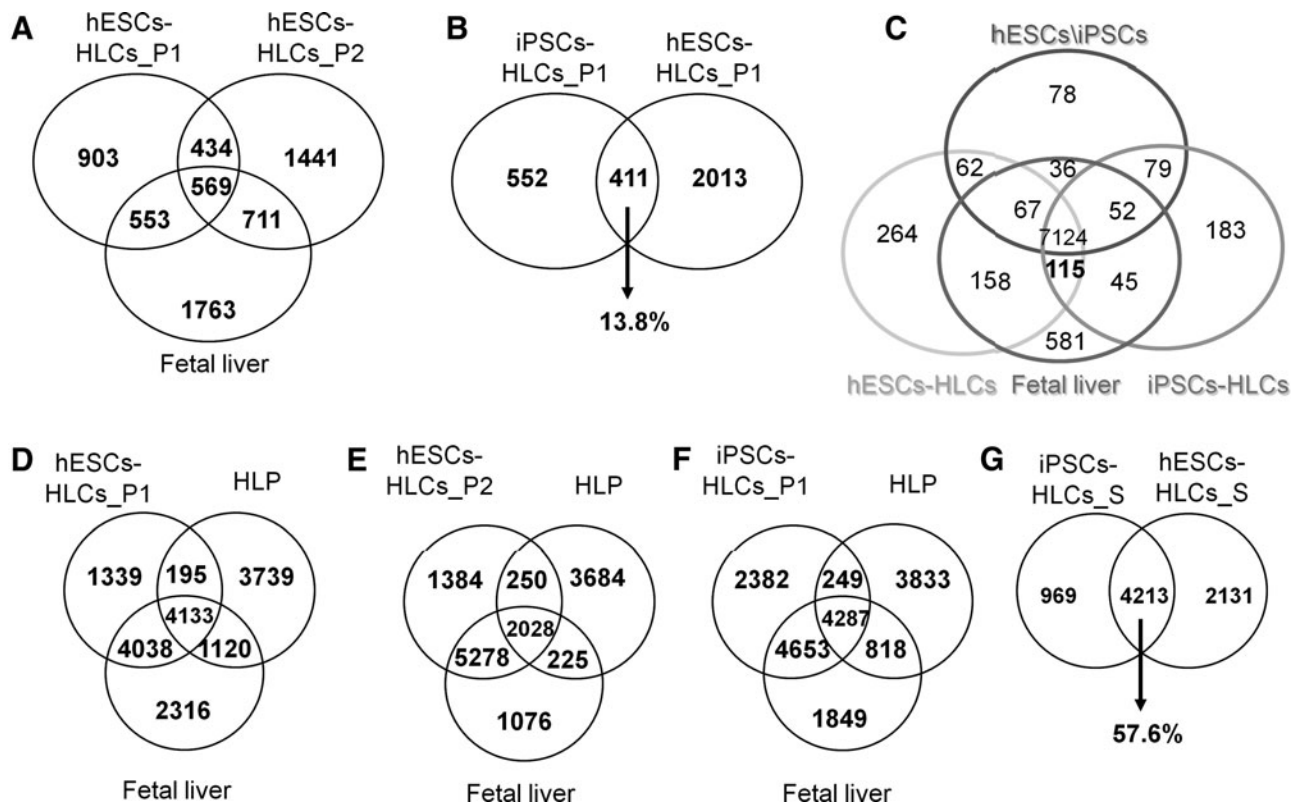 A
hESCs-
HLCs_P1
hESCs-
HLCs_P2
903
434
1441
569
553
711
1763
Fetal liver
B
iPSCs-
HLCs_P1
hESCs-
HLCs_P1
552
411
2013
13.8%
C
hESCs\iPSCs
78
62
36
79
67
52
264
7124
183
115
158
45
581
hESCs-HLCs
Fetal liver
iPSCs-HLCs
D
hESCs-
HLCs_P1
HLP
1339
195
3739
4133
4038
1120
2316
Fetal liver
E
hESCs-
HLCs_P2
HLP
1384
250
3684
2028
5278
225
1076
Fetal liver
F
iPSCs-
HLCs_P1
HLP
2382
249
3833
4287
4653
818
1849
Fetal liver
G
iPSCs-
HLCs_S
hESCs-
HLCs_S
969
4213
2131
57.6%